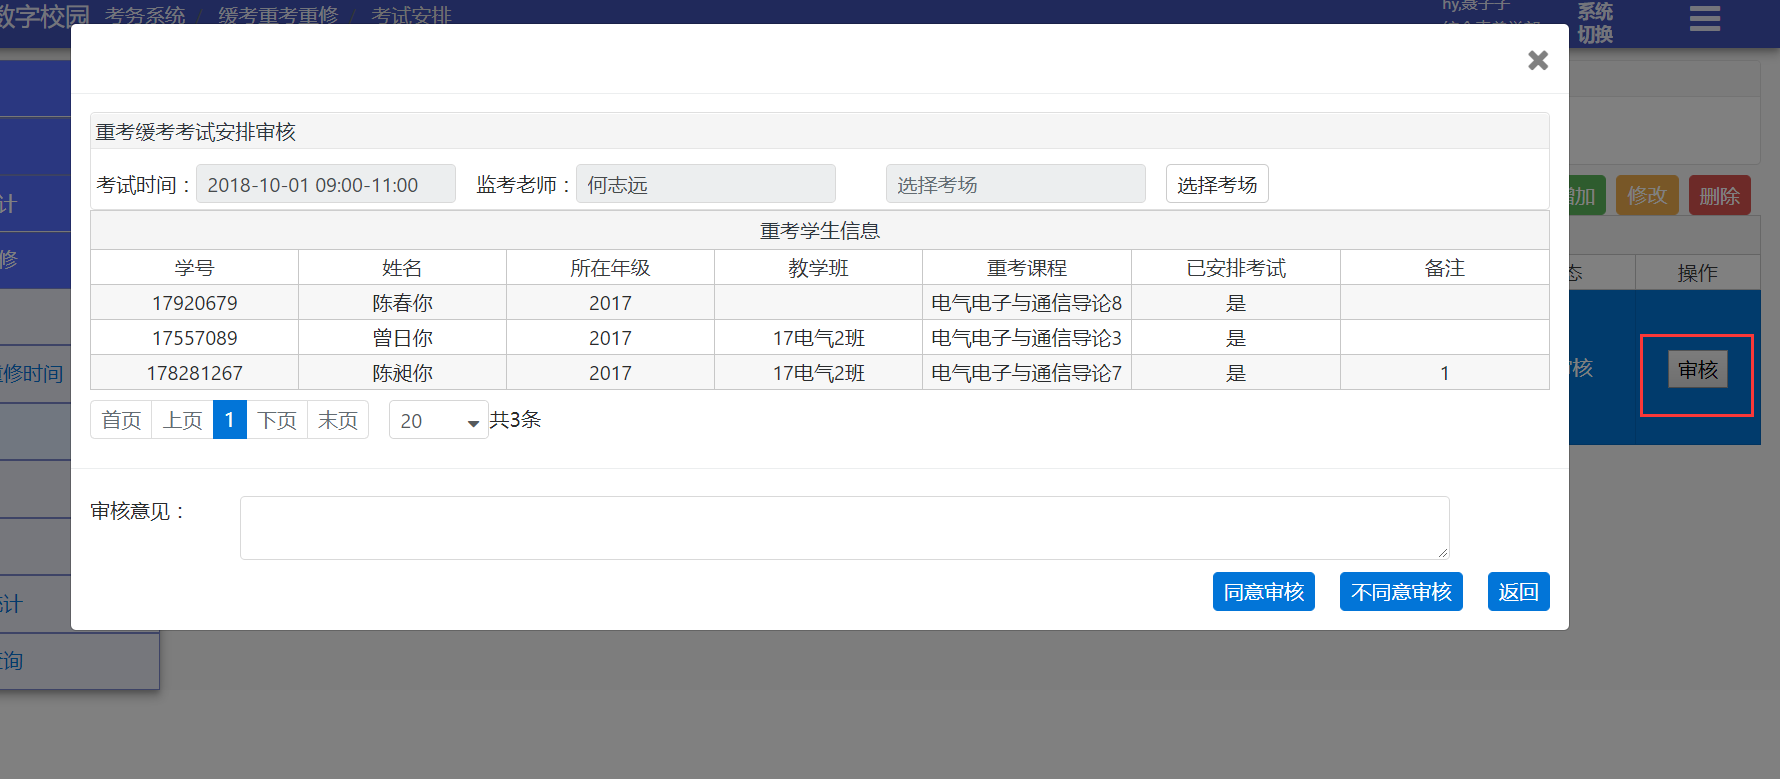 数字校园 考务系统 / 缓考重考重修 / 考试安排
系统
切换
重考缓考考试安排审核
考试时间： 2018-10-01 09:00-11:00 监考老师： 何志远 选择考场 选择考场
增加 修改 删除
重考学生信息
学号 姓名 所在年级 教学班 重考课程 已安排考试 备注
操作
17920679 陈春你 2017 电气电子与通信导论8 是
17557089 曾日你 2017 17电气2班 电气电子与通信导论3 是
178281267 陈昶你 2017 17电气2班 电气电子与通信导论7 是 1
审核
计
修
修时间
首页 上页 1 下页 末页 20 共3条
审核意见：
同意审核 不同意审核 返回
计
询